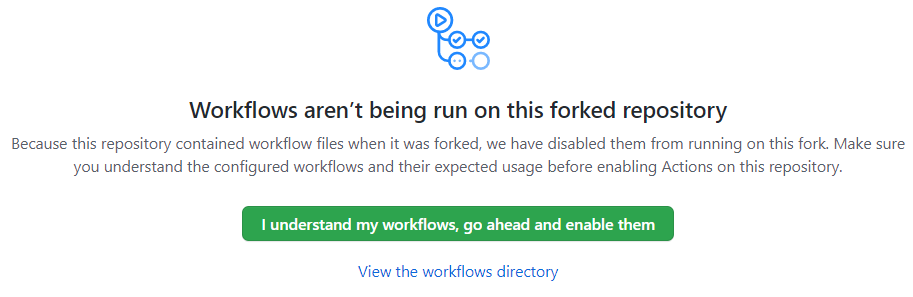 Workflows aren’t being run on this forked repository
Because this repository contained workflow files when it was forked, we have disabled them from running on this fork. Make sure
you understand the configured workflows and their expected usage before enabling Actions on this repository.
I understand my workflows, go ahead and enable them
View the workflows directory